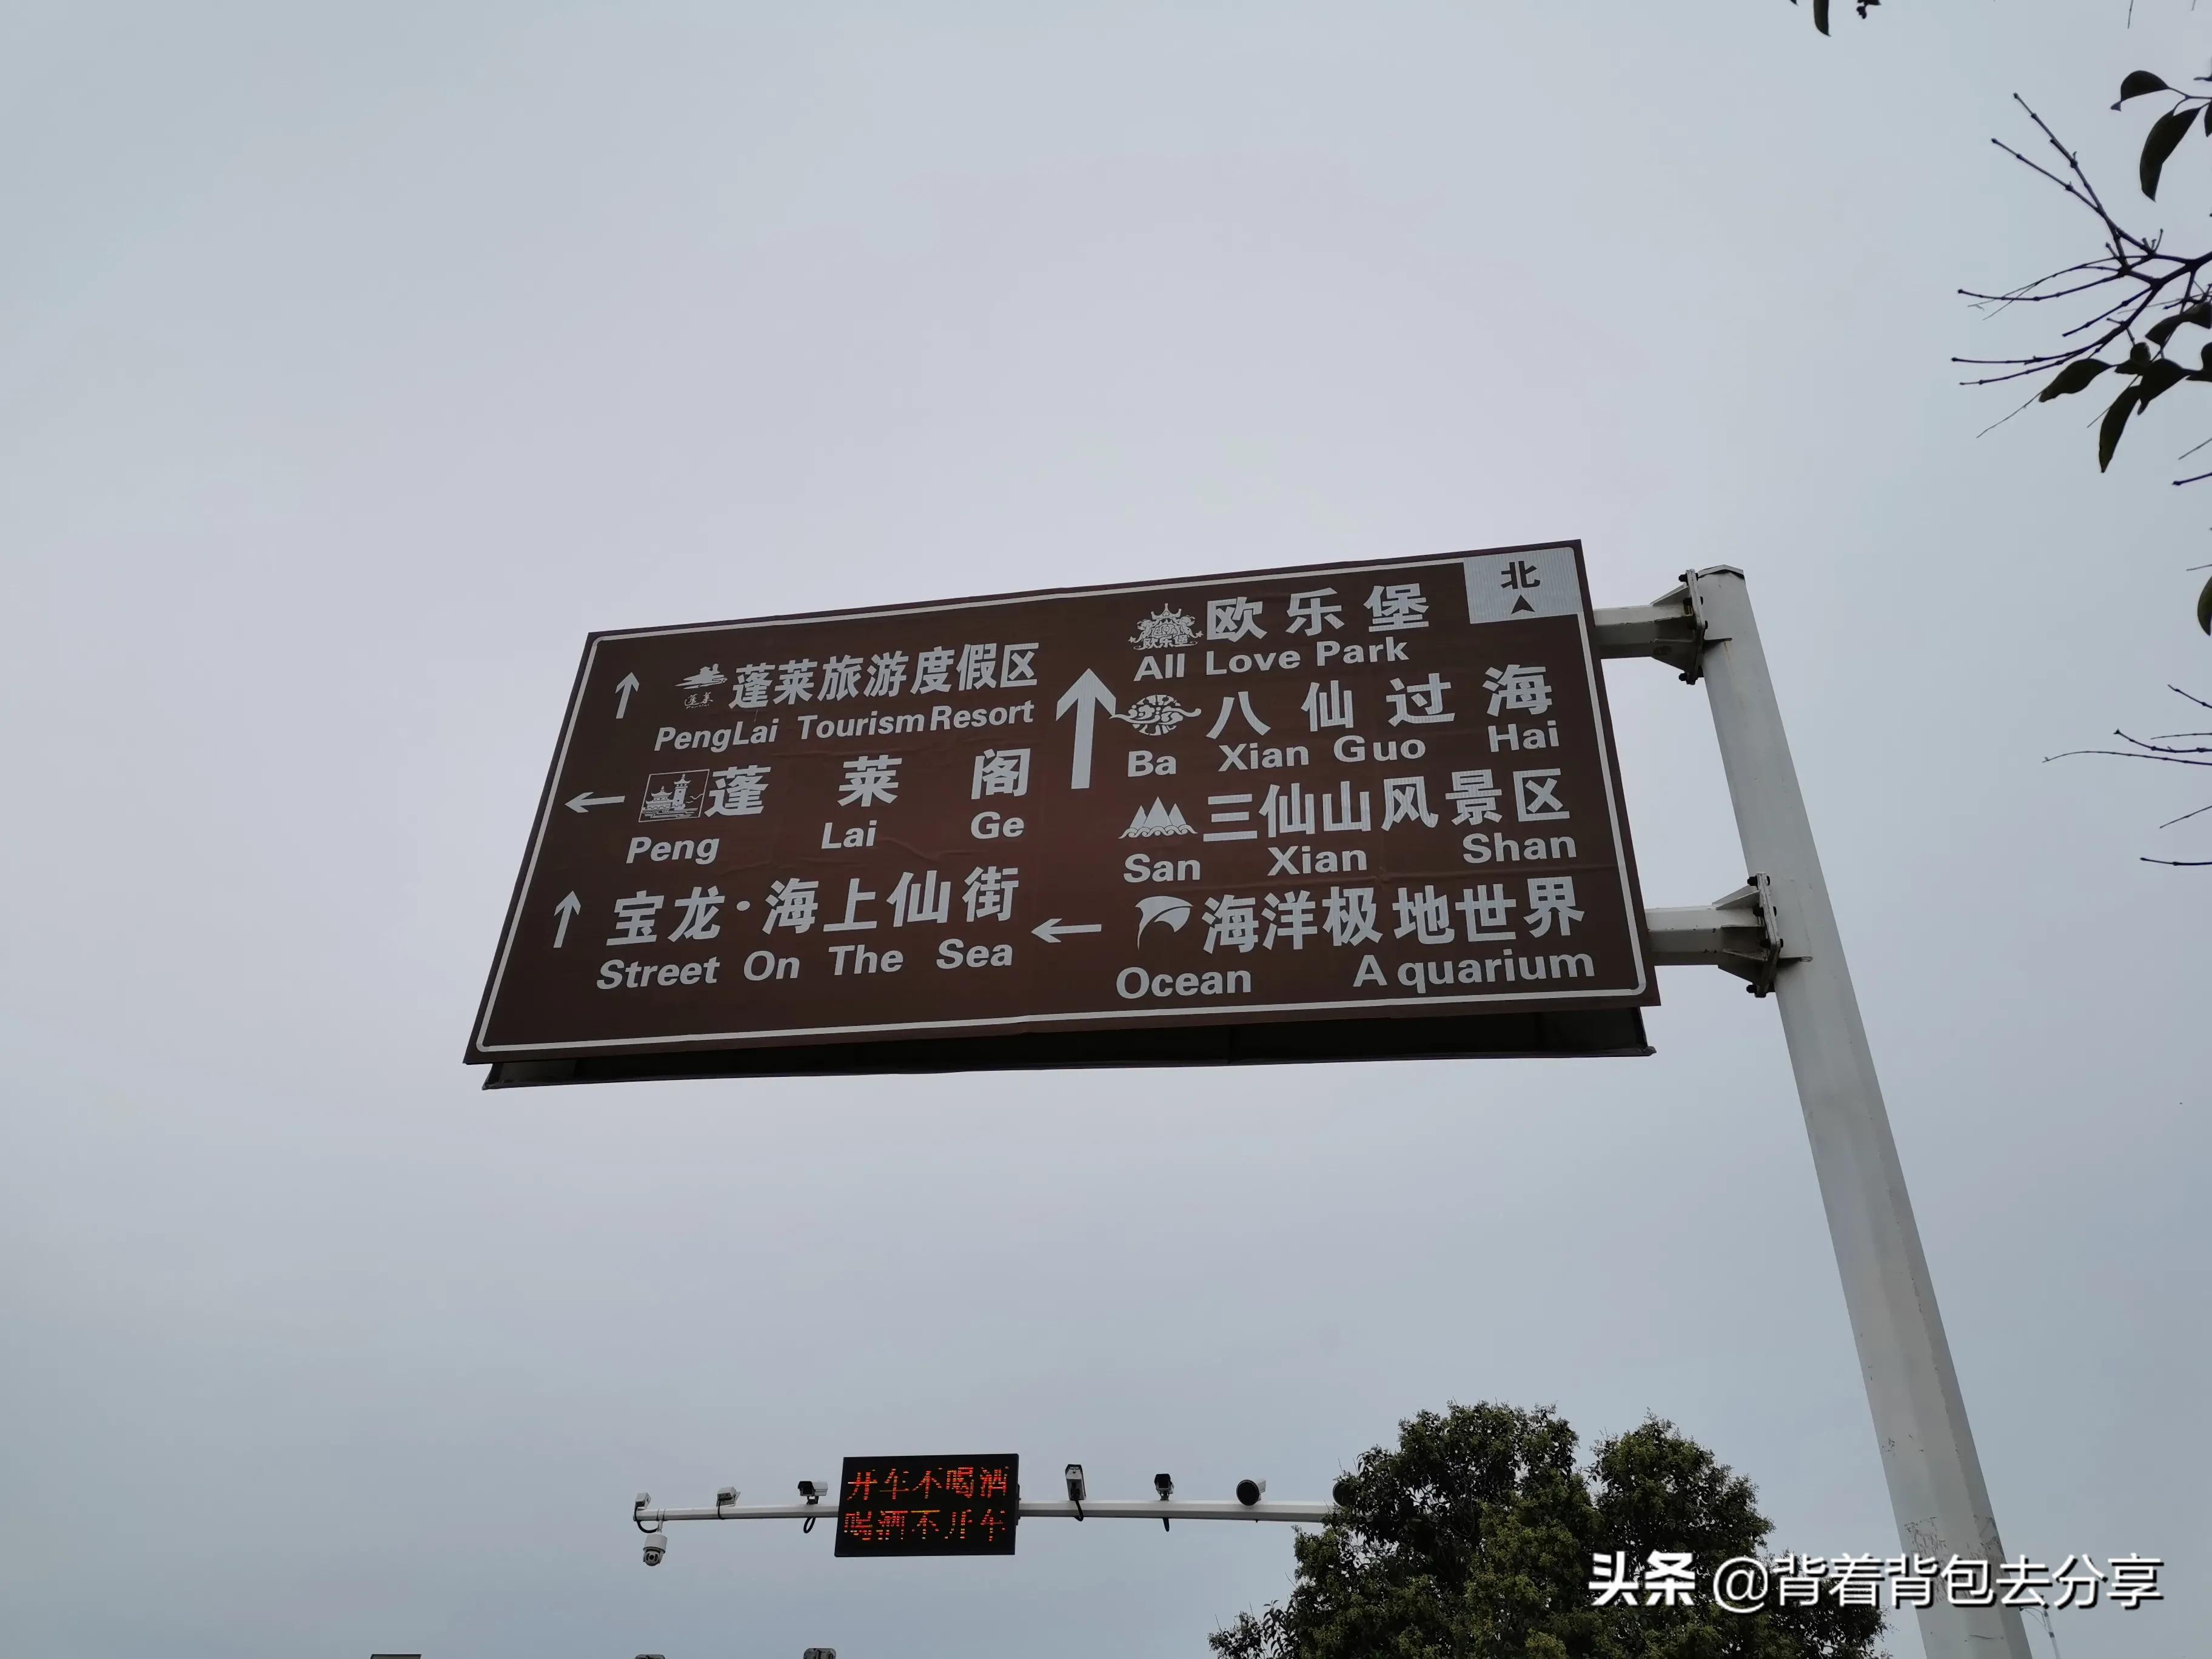 北
蓬莱旅游度假区
PengLai Tourism Resort
蓬莱阁
Peng Lai Ge
宝龙·海上仙街
Street On The Sea
欧乐堡
欧乐堡
All Love Park
八仙过海
Ba Xian Guo Hai
三仙山风景区
San Xian Shan
海洋极地世界
Ocean Aquarium
开车不喝酒
喝酒不开车
头条 @背着背包去分享